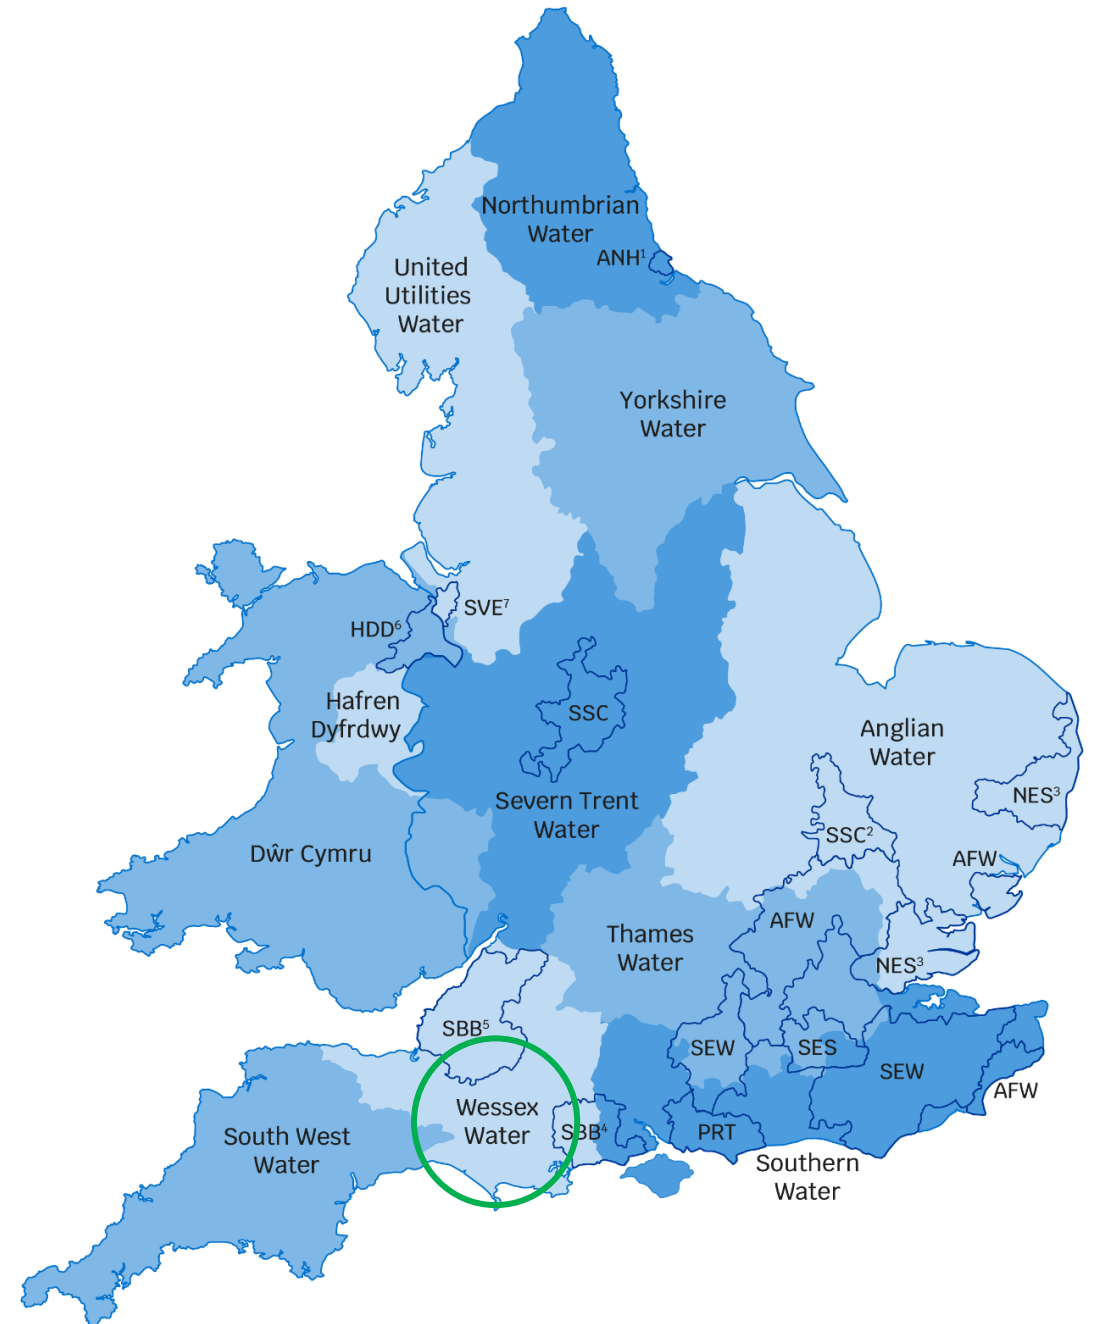 Northumbrian
Water
ANH¹
United
Utilities
Water
Yorkshire
Water
SVE⁷
HDD⁶
Hafren
Dyfrdwy
SSC
Anglian
Water
NES³
Severn Trent
Water
SSC²
Dŵr Cymru
AFW
AFW
Thames
Water
NES³
SBB⁵
SEW
SES
SEW
AFW
Wessex
Water
SBB⁴
PRT
South West
Water
Southern
Water